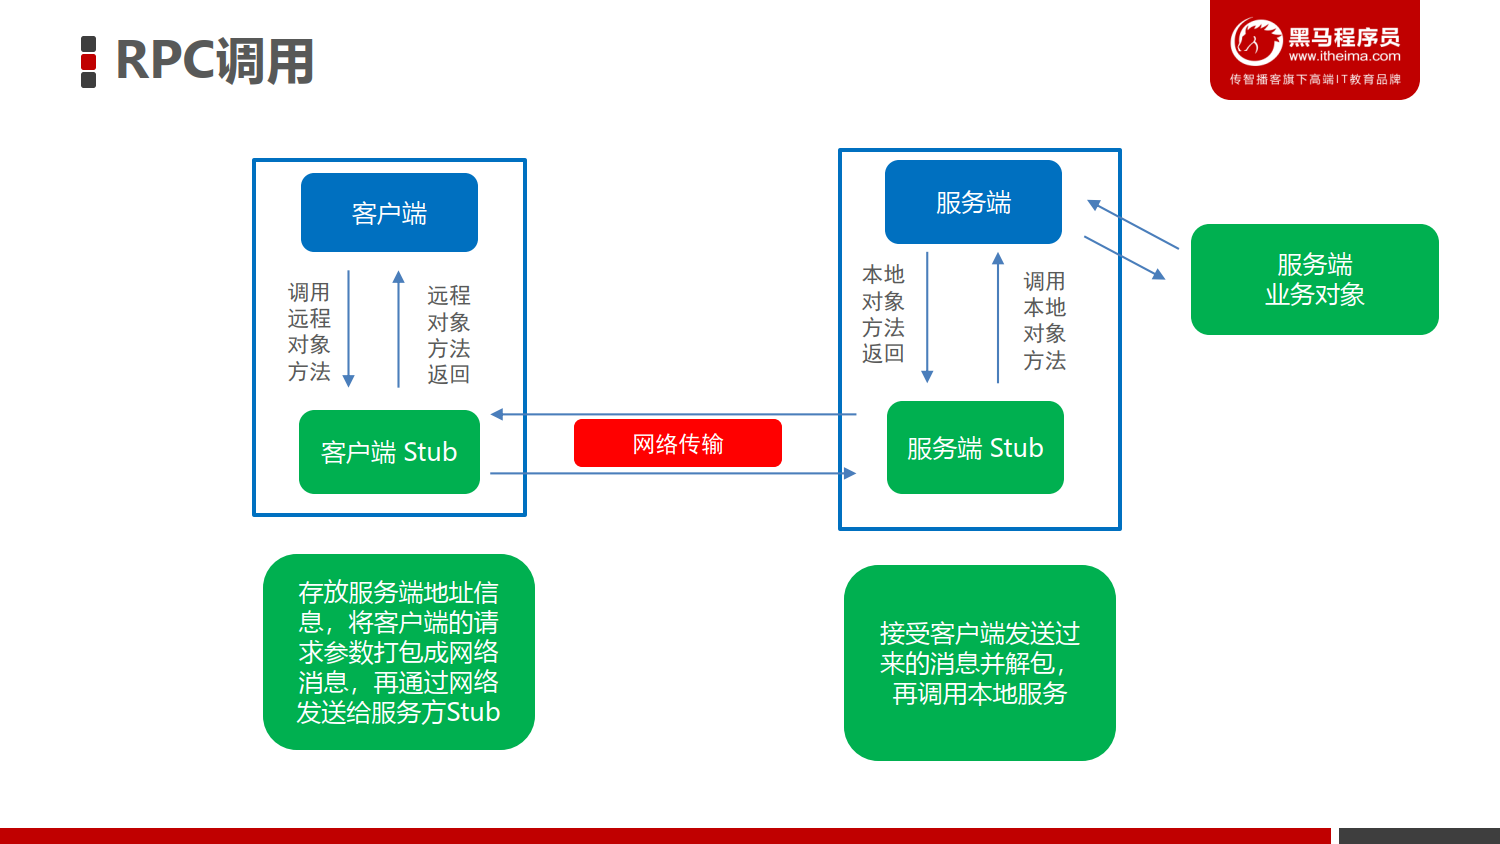 RPC调用
黑马程序员
www.itheima.com
传智播客旗下高端IT教育品牌
客户端
调用
远程
对象
方法
远程
对象
方法
返回
客户端 Stub
网络传输
服务端
本地
对象
方法
返回
调用
本地
对象
方法
服务端 Stub
服务端
业务对象
存放服务端地址信
息，将客户端的请
求参数打包成网络
消息，再通过网络
发送给服务方Stub
接受客户端发送过
来的消息并解包，
再调用本地服务